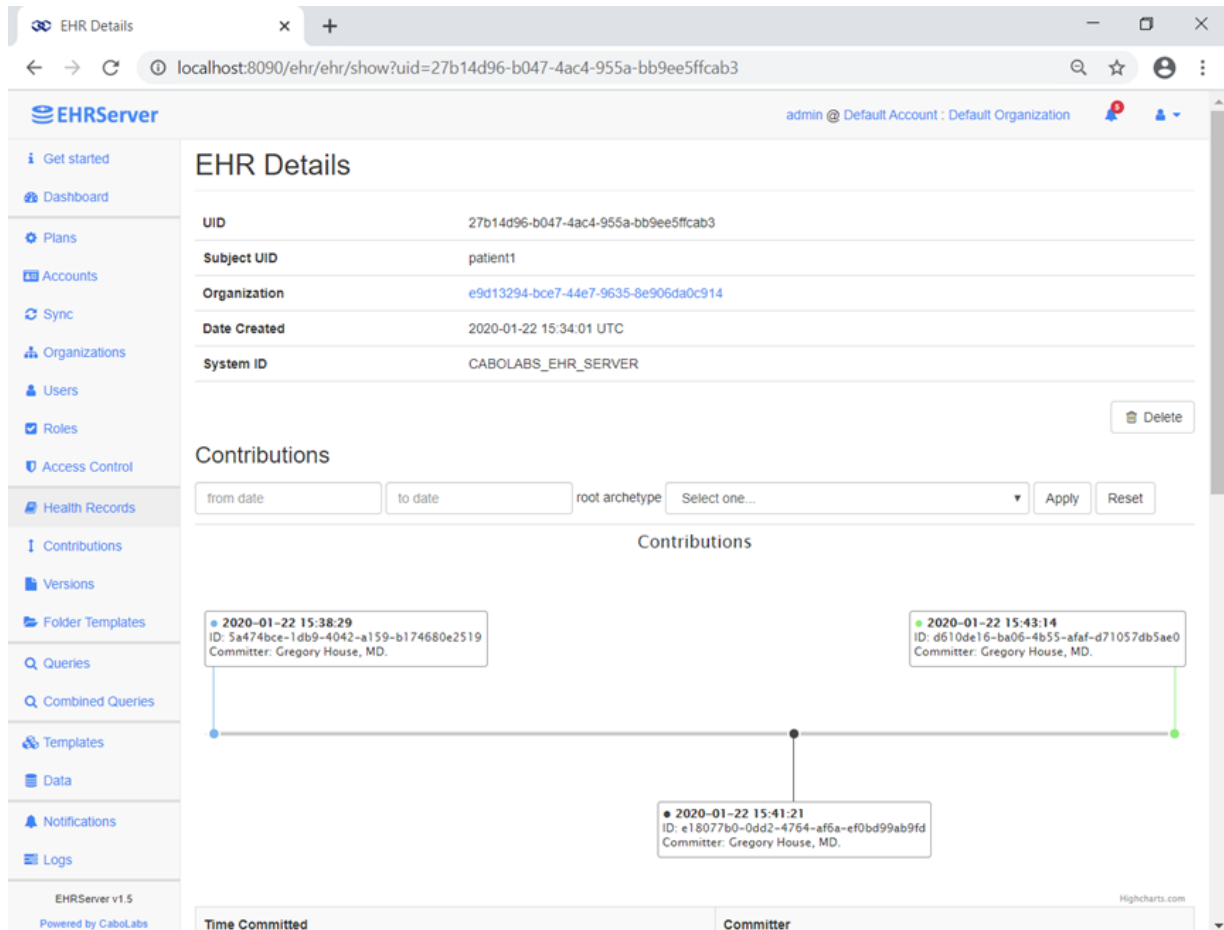 EHR Details
localhost:8090/ehr/ehr/show?uid=27b14d96-b047-4ac4-955a-bb9ee5ffcab3
EHRServer
admin @ Default Account : Default Organization
5
Get started
Dashboard
Plans
Accounts
Sync
Organizations
Users
Roles
Access Control
Health Records
Contributions
Versions
Folder Templates
Queries
Combined Queries
Templates
Data
Notifications
Logs
EHRServer v1.5
Powered by CaboLabs
EHR Details
UID 27b14d96-b047-4ac4-955a-bb9ee5ffcab3
Subject UID patient1
Organization e9d13294-bce7-44e7-9635-8e906da0c914
Date Created 2020-01-22 15:34:01 UTC
System ID CABOLABS_EHR_SERVER
Delete
Contributions
from date to date root archetype Select one... Apply Reset
Contributions
2020-01-22 15:38:29
ID: 5a474bce-1db9-4042-a159-b174680e2519
Committer: Gregory House, MD.
2020-01-22 15:43:14
ID: d610de16-ba06-4b55-afaf-d71057db5ae0
Committer: Gregory House, MD.
2020-01-22 15:41:21
ID: e18077b0-0dd2-4764-af6a-ef0bd99ab9fd
Committer: Gregory House, MD.
Highcharts.com
Time Committed Committer